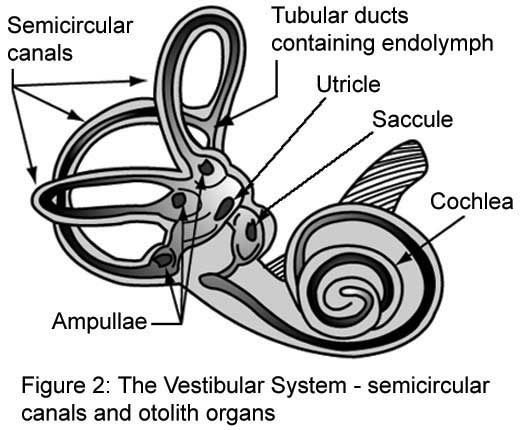 Semicircular
canals
Tubular ducts
containing endolymph
Utricle
Saccule
Cochlea
Ampullae
Figure 2: The Vestibular System - semicircular
canals and otolith organs